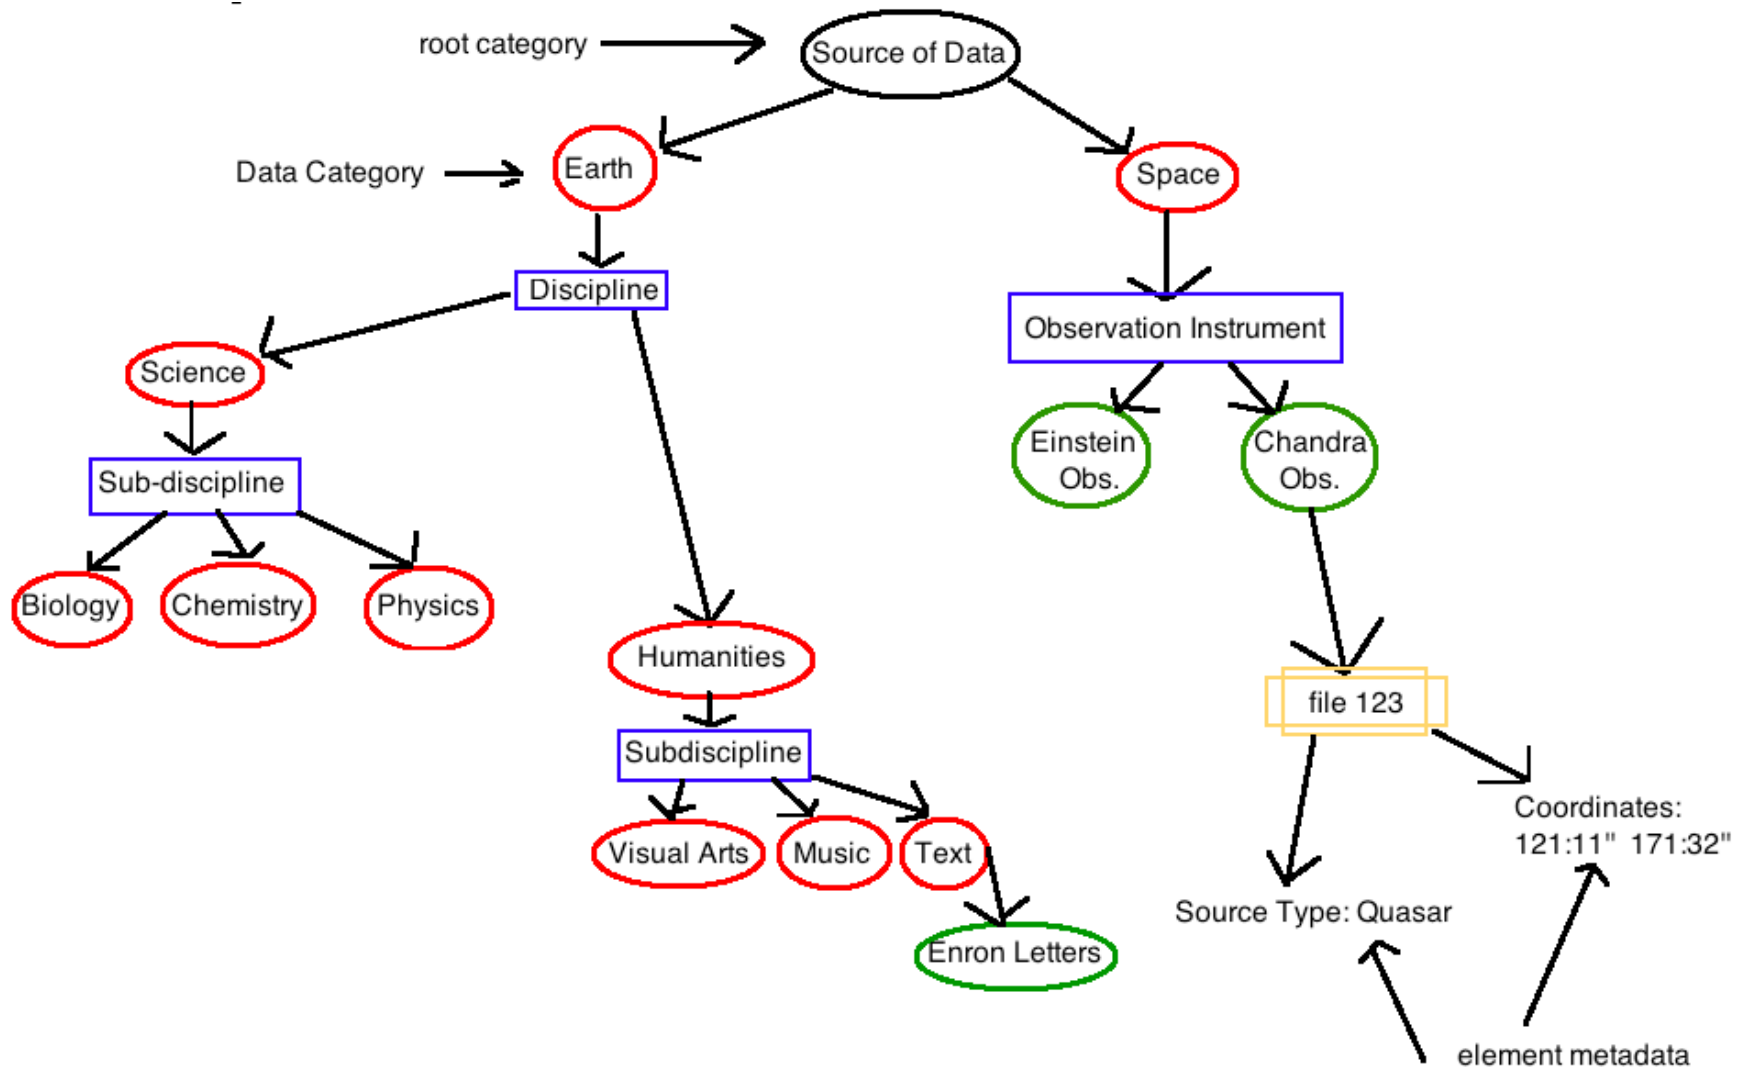 root category
Source of Data
Data Category
Earth
Space
Discipline
Observation Instrument
Science
Einstein
Obs.
Chandra
Obs.
Sub-discipline
Biology
Chemistry
Physics
Humanities
file 123
Subdiscipline
Coordinates:
121:11" 171:32"
Visual Arts
Music
Text
Source Type: Quasar
Enron Letters
element metadata